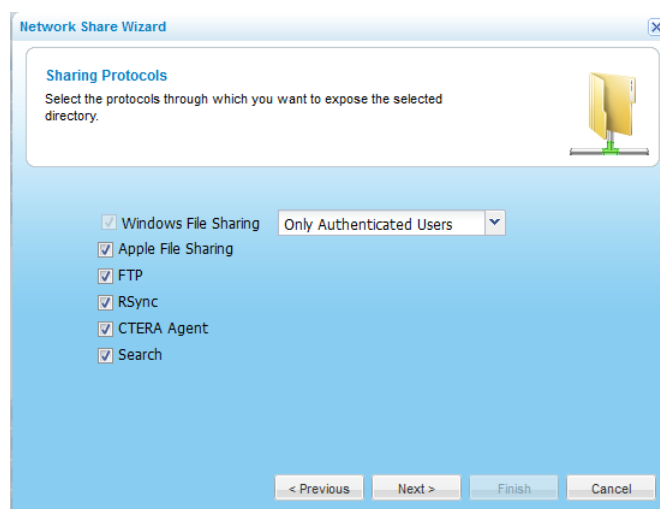 Network Share Wizard
Sharing Protocols
Select the protocols through which you want to expose the selected
directory.
Windows File Sharing Only Authenticated Users
Apple File Sharing
FTP
RSync
CTERA Agent
Search
< Previous Next > Finish Cancel